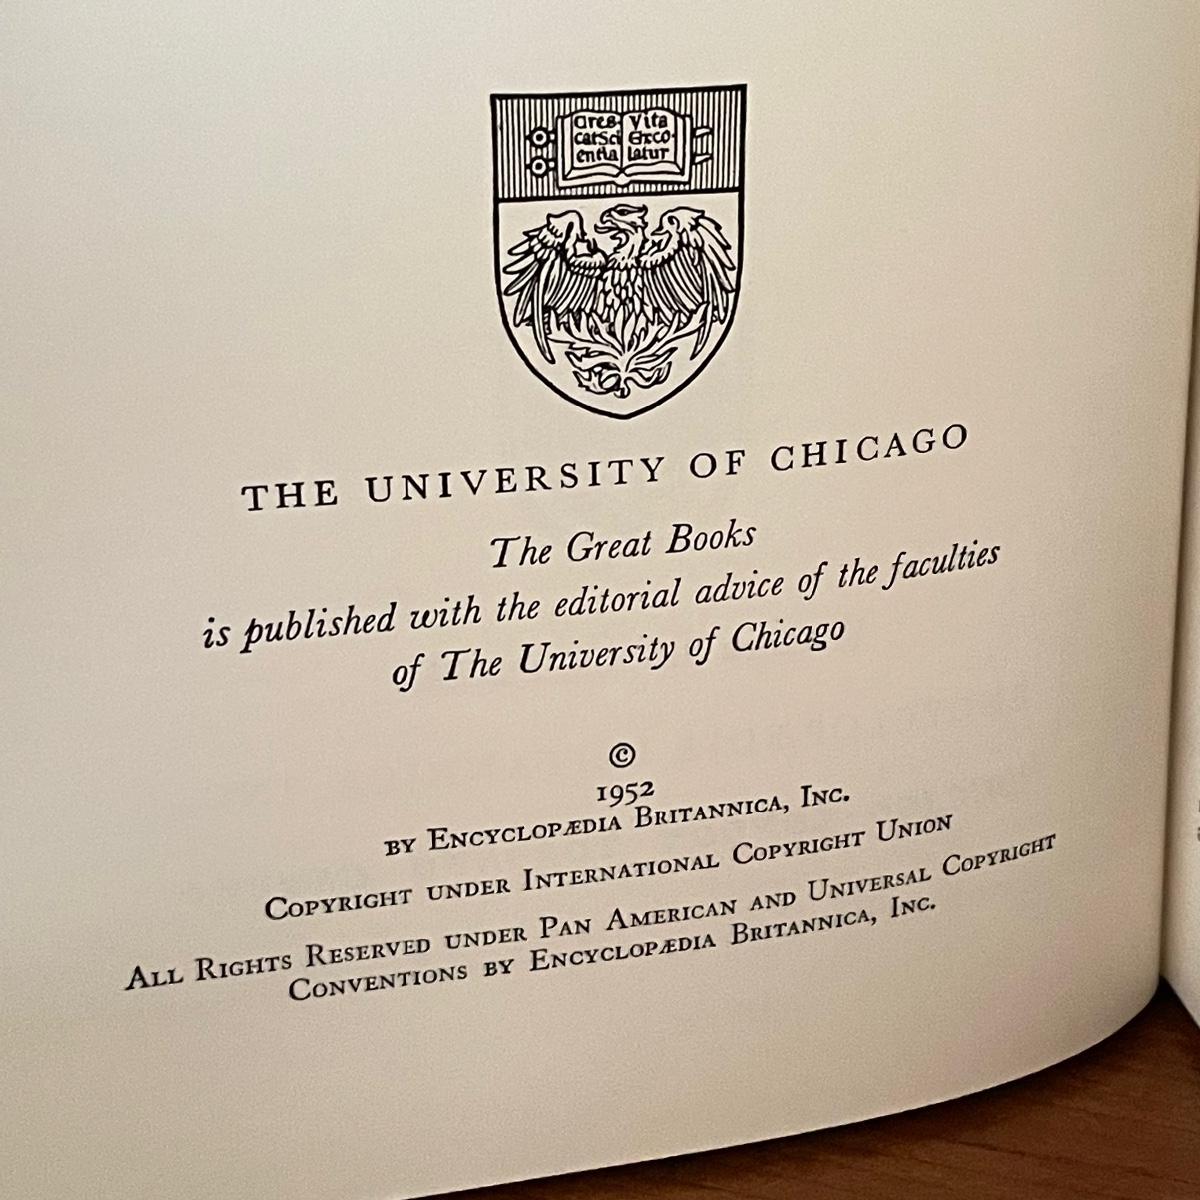 Cres Vita
catSci Exco
entia latur
THE UNIVERSITY OF CHICAGO
The Great Books
is published with the editorial advice of the faculties
of The University of Chicago
©
1952
BY ENCYCLOPÆDIA BRITANNICA, INC.
COPYRIGHT UNDER INTERNATIONAL COPYRIGHT UNION
ALL RIGHTS RESERVED UNDER PAN AMERICAN AND UNIVERSAL COPYRIGHT
CONVENTIONS BY ENCYCLOPÆDIA BRITANNICA, INC.